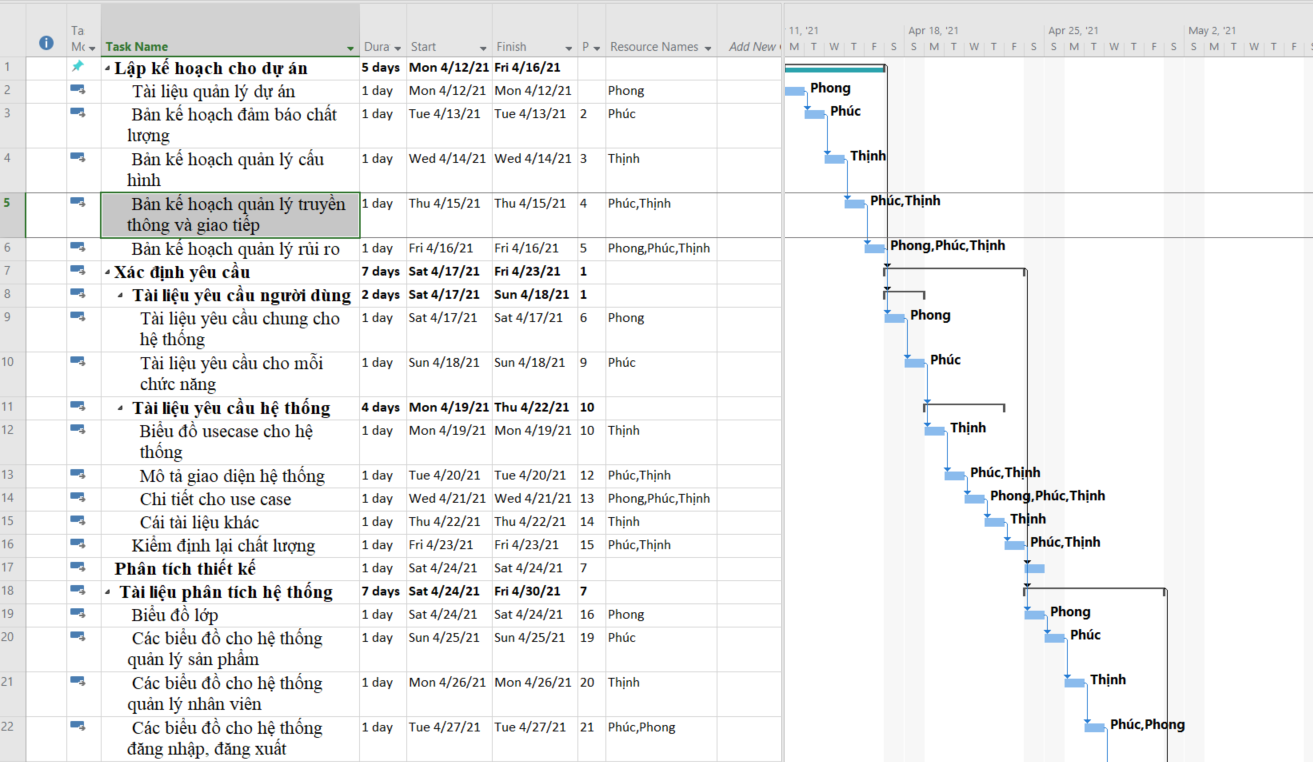 Ta
Mo Task Name Dura Start Finish P Resource Names Add New
11, '21 Apr 18, '21 Apr 25, '21 May 2, '21
M T W T F S S M T W T F S S M T W T F S S M T W T F S
1 Lập kế hoạch cho dự án 5 days Mon 4/12/21 Fri 4/16/21
2 Tài liệu quản lý dự án 1 day Mon 4/12/21 Mon 4/12/21 Phong Phong
3 Bản kế hoạch đảm báo chất 1 day Tue 4/13/21 Tue 4/13/21 2 Phúc Phúc
lượng
4 Bản kế hoạch quản lý cấu 1 day Wed 4/14/21 Wed 4/14/21 3 Thịnh Thịnh
hình
5 Bản kế hoạch quản lý truyền 1 day Thu 4/15/21 Thu 4/15/21 4 Phúc,Thịnh Phúc,Thịnh
thông và giao tiếp
6 Bản kế hoạch quản lý rủi ro 1 day Fri 4/16/21 Fri 4/16/21 5 Phong,Phúc,Thịnh Phong,Phúc,Thịnh
7 Xác định yêu cầu 7 days Sat 4/17/21 Fri 4/23/21 1
8 Tài liệu yêu cầu người dùng 2 days Sat 4/17/21 Sun 4/18/21 1
9 Tài liệu yêu cầu chung cho 1 day Sat 4/17/21 Sat 4/17/21 6 Phong Phong
hệ thống
10 Tài liệu yêu cầu cho mỗi 1 day Sun 4/18/21 Sun 4/18/21 9 Phúc Phúc
chức năng
11 Tài liệu yêu cầu hệ thống 4 days Mon 4/19/21 Thu 4/22/21 10
12 Biểu đồ usecase cho hệ 1 day Mon 4/19/21 Mon 4/19/21 10 Thịnh Thịnh
thống
13 Mô tả giao diện hệ thống 1 day Tue 4/20/21 Tue 4/20/21 12 Phúc,Thịnh Phúc,Thịnh
14 Chi tiết cho use case 1 day Wed 4/21/21 Wed 4/21/21 13 Phong,Phúc,Thịnh Phong,Phúc,Thịnh
15 Cái tài liệu khác 1 day Thu 4/22/21 Thu 4/22/21 14 Thịnh Thịnh
16 Kiểm định lại chất lượng 1 day Fri 4/23/21 Fri 4/23/21 15 Phúc,Thịnh Phúc,Thịnh
17 Phân tích thiết kế 1 day Sat 4/24/21 Sat 4/24/21 7
18 Tài liệu phân tích hệ thống 7 days Sat 4/24/21 Fri 4/30/21 7
19 Biểu đồ lớp 1 day Sat 4/24/21 Sat 4/24/21 16 Phong Phong
20 Các biểu đồ cho hệ thống 1 day Sun 4/25/21 Sun 4/25/21 19 Phúc Phúc
quản lý sản phẩm
21 Các biểu đồ cho hệ thống 1 day Mon 4/26/21 Mon 4/26/21 20 Thịnh Thịnh
quản lý nhân viên
22 Các biểu đồ cho hệ thống 1 day Tue 4/27/21 Tue 4/27/21 21 Phúc,Phong Phúc,Phong
đăng nhập, đăng xuất